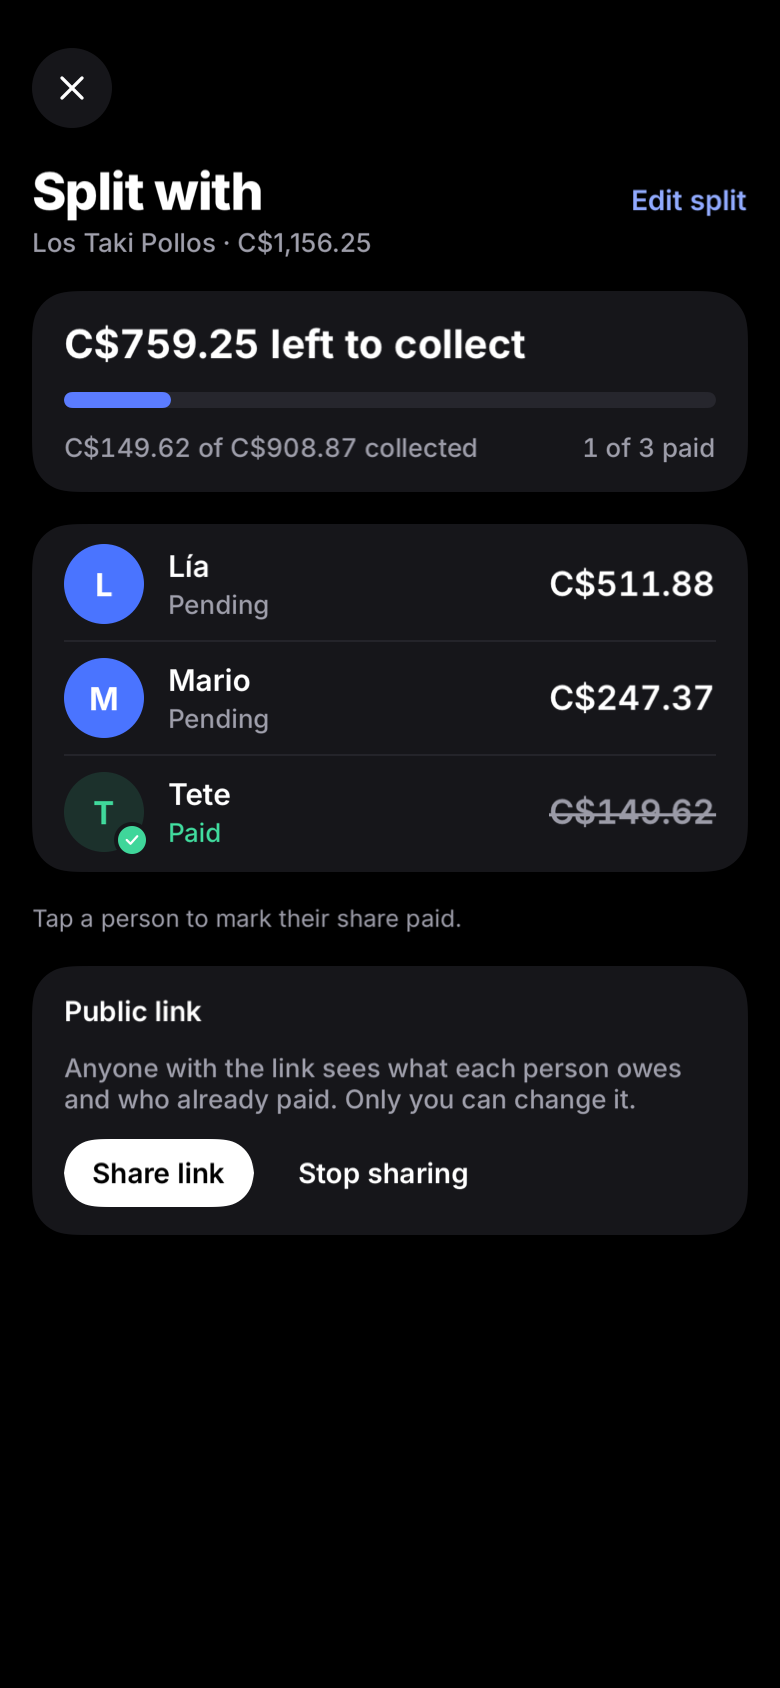 Split with
Edit split
Los Taki Pollos · C$1,156.25
C$759.25 left to collect
C$149.62 of C$908.87 collected
1 of 3 paid
L
Lía
Pending
C$511.88
M
Mario
Pending
C$247.37
T
Tete
Paid
C$149.62
Tap a person to mark their share paid.
Public link
Anyone with the link sees what each person owes
and who already paid. Only you can change it.
Share link
Stop sharing